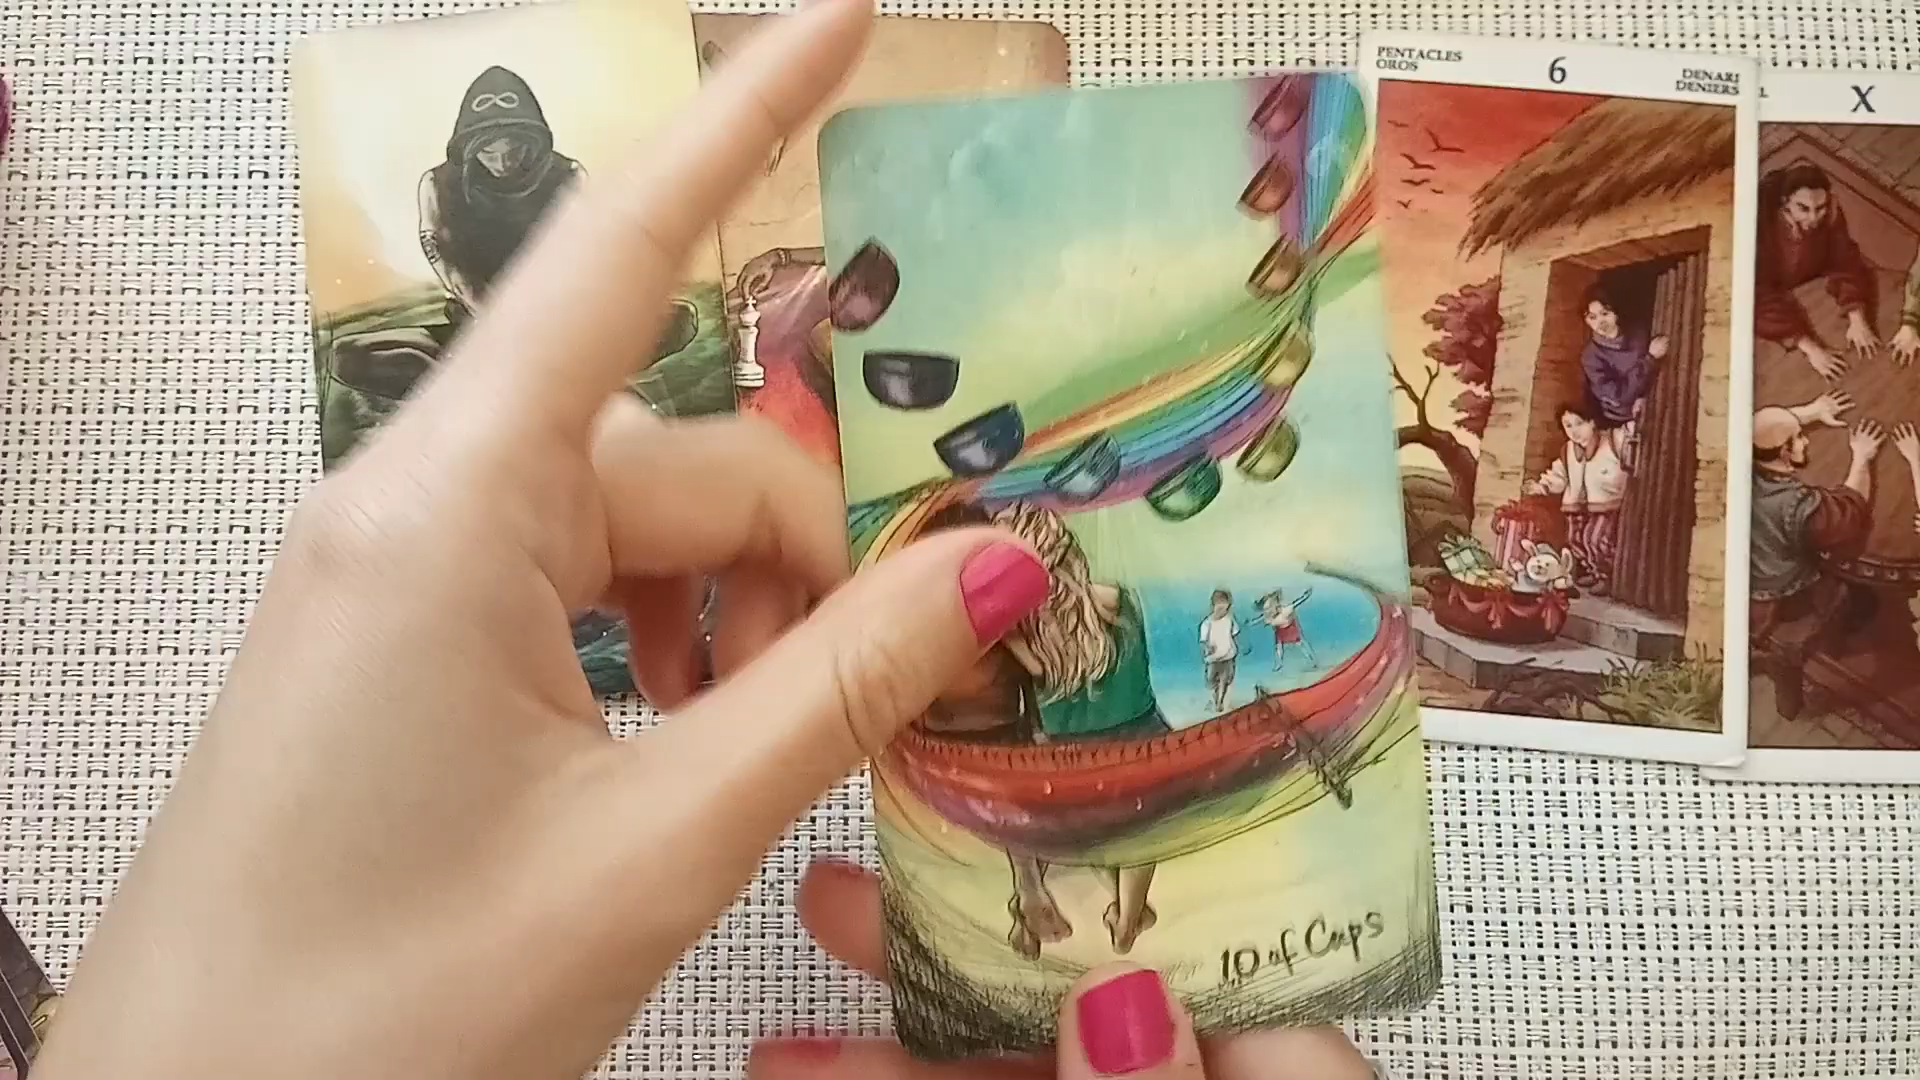 PENTACLES
OROS
6
DENARI
DENIERS
X
10 of Cups